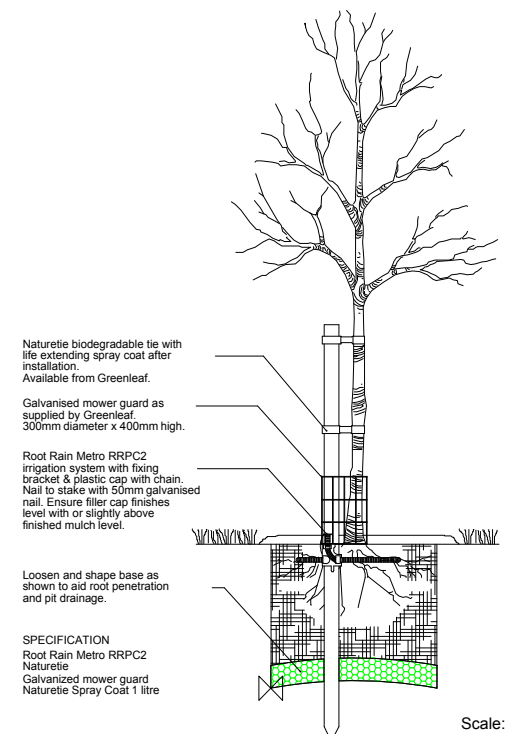 Naturetie biodegradable tie with
life extending spray coat after
installation.
Available from Greenleaf.
Galvanised mower guard as
supplied by Greenleaf.
300mm diameter x 400mm high.
Root Rain Metro RRPC2
irrigation system with fixing
bracket & plastic cap with chain.
Nail to stake with 50mm galvanised
nail. Ensure filler cap finishes
level with or slightly above
finished mulch level.
Loosen and shape base as
shown to aid root penetration
and pit drainage.
SPECIFICATION
Root Rain Metro RRPC2
Naturetie
Galvanized mower guard
Naturetie Spray Coat 1 litre
Scale: